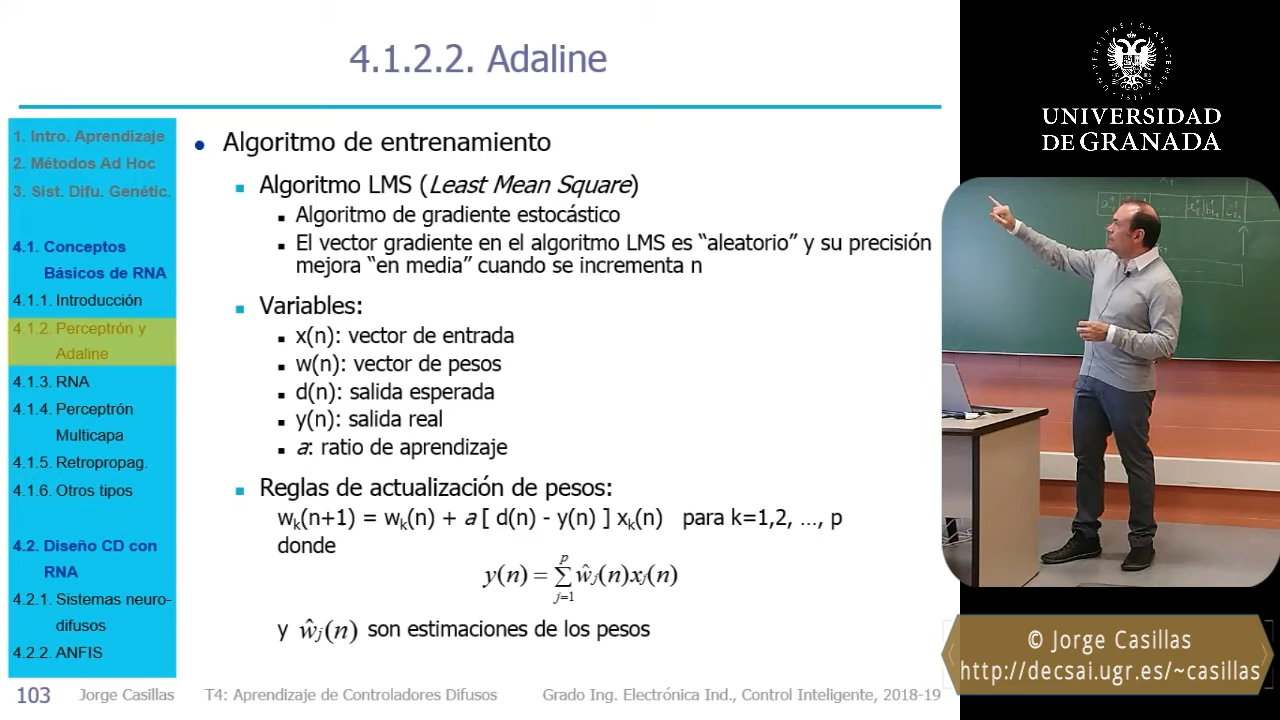 4.1.2.2. Adaline
1. Intro. Aprendizaje
2. Métodos Ad Hoc
3. Sist. Difu. Genétic.
4.1. Conceptos
Básicos de RNA
4.1.1. Introducción
4.1.2. Perceptrón y
Adaline
4.1.3. RNA
4.1.4. Perceptrón
Multicapa
4.1.5. Retropropag.
4.1.6. Otros tipos
4.2. Diseño CD con
RNA
4.2.1. Sistemas neuro-
difusos
4.2.2. ANFIS
• Algoritmo de entrenamiento
▪ Algoritmo LMS (Least Mean Square)
▪ Algoritmo de gradiente estocástico
▪ El vector gradiente en el algoritmo LMS es “aleatorio” y su precisión
mejora “en media” cuando se incrementa n
▪ Variables:
▪ x(n): vector de entrada
▪ w(n): vector de pesos
▪ d(n): salida esperada
▪ y(n): salida real
▪ a: ratio de aprendizaje
▪ Reglas de actualización de pesos:
wₖ(n+1) = wₖ(n) + a [ d(n) - y(n) ] xₖ(n) para k=1,2, …, p
donde
y(n) = ∑_{j=1}^{p} ŵⱼ(n)xⱼ(n)
y ŵⱼ(n) son estimaciones de los pesos
103 Jorge Casillas T4: Aprendizaje de Controladores Difusos Grado Ing. Electrónica Ind., Control Inteligente, 2018-19
UNIVERSIDAD
DE GRANADA
© Jorge Casillas
http://decsai.ugr.es/~casillas